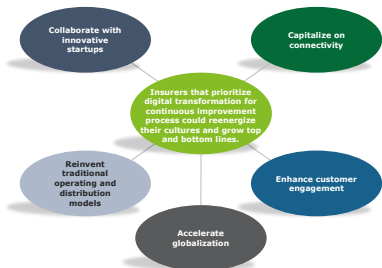 Collaborate with
innovative
startups
Capitalize on
connectivity
Insurers that prioritize
digital transformation for
continuous improvement
process could reenergize
their cultures and grow top
and bottom lines.
Reinvent
traditional
operating and
distribution
models
Enhance customer
engagement
Accelerate
globalization